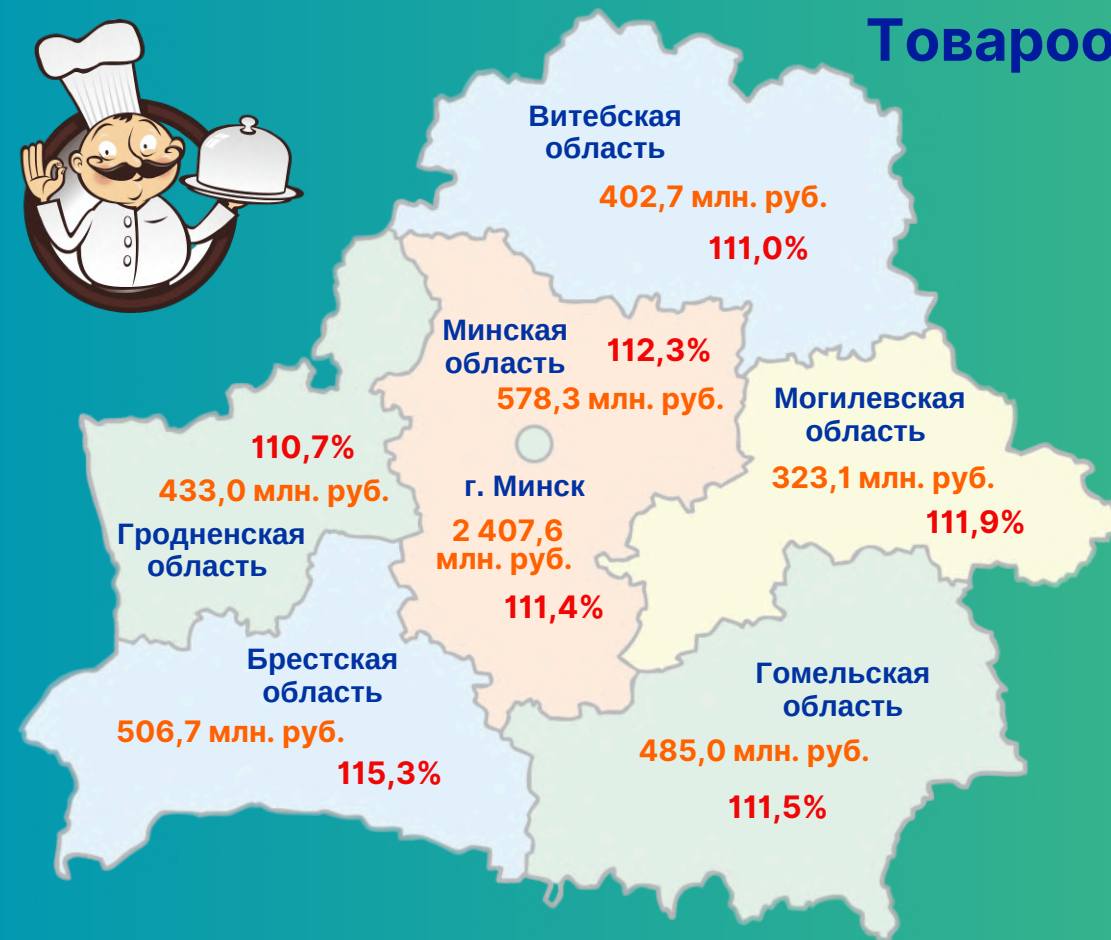 Витебская
область
402,7 млн. руб.
111,0%
Минская
область
112,3%
578,3 млн. руб.
Могилевская
область
323,1 млн. руб.
111,9%
110,7%
433,0 млн. руб.
Гродненская
область
г. Минск
2 407,6
млн. руб.
111,4%
Брестская
область
506,7 млн. руб.
115,3%
Гомельская
область
485,0 млн. руб.
111,5%